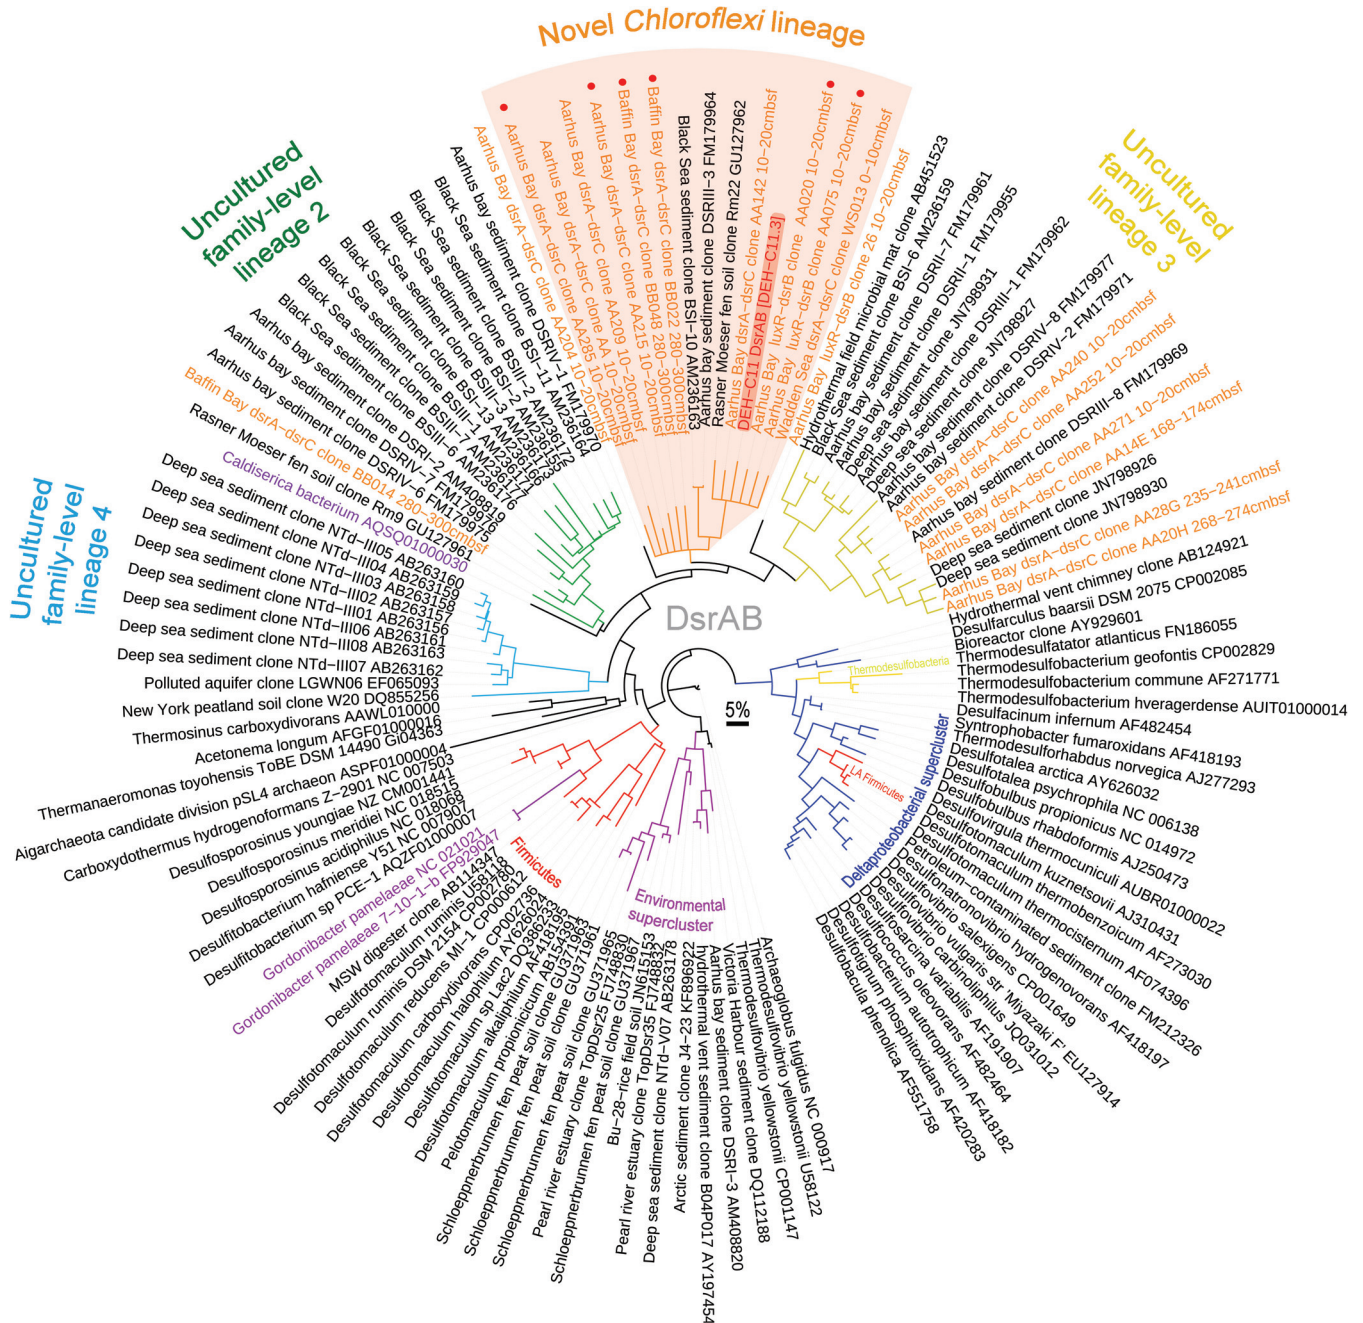 Novel Chloroflexi lineage
Uncultured
family-level
lineage 2
Uncultured
family-level
lineage 3
Uncultured
family-level
lineage 4
DsrAB
5%
Thermodesulfobacteria
Deltaproteobacterial supercluster
LA Firmicutes
Firmicutes
Environmental
supercluster
Aarhus Bay dsrA-dsrC clone AA204 10-20cmbsf
Aarhus Bay dsrA-dsrC clone AA285 10-20cmbsf
Aarhus Bay dsrA-dsrC clone AA 10-20cmbsf
Aarhus Bay dsrA-dsrC clone AA209 10-20cmbsf
Aarhus Bay dsrA-dsrC clone AA215 10-20cmbsf
Baffin Bay dsrA-dsrC clone BB048 280-300cmbsf
Baffin Bay dsrA-dsrC clone BB022 280-300cmbsf
Black Sea sediment clone BSI-10 AM236163
Aarhus bay sediment clone DSRIII-3 FM179964
Rasner Moeser fen soil clone Rm22 GU127962
Aarhus Bay dsrA-dsrC clone AA142 10-20cmbsf
DEH-C11 DsrAB [DEH-C11.3]
Aarhus Bay luxR-dsrB clone AA020 10-20cmbsf
Aarhus Bay luxR-dsrB clone AA075 10-20cmbsf
Wadden Sea dsrA-dsrC clone WS013 0-10cmbsf
Aarhus Bay luxR-dsrB clone 26 10-20cmbsf
Hydrothermal field microbial mat clone AB451523
Black Sea sediment clone BSI-6 AM236159
Aarhus bay sediment clone DSRII-7 FM179961
Aarhus bay sediment clone DSRII-1 FM179955
Deep sea sediment clone JN799931
Aarhus bay sediment clone DSRIII-1 FM179962
Deep sea sediment clone JN798927
Aarhus bay sediment clone DSRIV-8 FM179977
Aarhus bay sediment clone DSRIV-2 FM179971
Aarhus Bay dsrA-dsrC clone AA240 10-20cmbsf
Aarhus Bay dsrA-dsrC clone AA252 10-20cmbsf
Aarhus bay sediment clone DSRIII-8 FM179969
Aarhus Bay dsrA-dsrC clone AA271 10-20cmbsf
Aarhus Bay dsrA-dsrC clone AA14E 168-174cmbsf
Deep sea sediment clone JN798926
Deep sea sediment clone JN798930
Aarhus Bay dsrA-dsrC clone AA28G 235-241cmbsf
Aarhus Bay dsrA-dsrC clone AA20H 268-274cmbsf
Hydrothermal vent chimney clone AB124921
Desulfarculus baarsii DSM 2075 CP002085
Bioreactor clone AY929601
Thermodesulfatator atlanticus FN186055
Thermodesulfobacterium geofontis CP002829
Thermodesulfobacterium commune AF271771
Thermodesulfobacterium hveragerdense AUIT01000014
Desulfacinum infernum AF482454
Syntrophobacter fumaroxidans AF418193
Thermodesulforhabdus norvegica AJ277293
Desulfotalea arctica AY626032
Desulfotalea psychrophila NC 006138
Desulfobulbus propionicus NC 014972
Desulfobulbus rhabdoformis AJ250473
Desulfovirgula thermocuniculi AUBR01000022
Desulfotomaculum kuznetsovii AJ310431
Desulfotomaculum thermobenzoicum AF273030
Desulfotomaculum thermocisternum AF074396
Petroleum-contaminated sediment clone FM212326
Desulfonatronovibrio hydrogenovorans AF418197
Desulfovibrio salexigens CP001649
Desulfovibrio vulgaris str 'Miyazaki F' EU127914
Desulfovibrio carbinoliphilus JQ031012
Desulfosarcina variabilis AF191907
Desulfococcus oleovorans AF482464
Desulfobacterium autotrophicum AF418182
Desulfotignum phosphitoxidans AF420283
Desulfobacula phenolica AF551758
Archaeoglobus fulgidus NC 000917
Thermodesulfovibrio yellowstonii U58122
Thermodesulfovibrio yellowstonii CP001147
Victoria Harbour sediment clone DQ112188
Aarhus bay sediment clone DSRI-3 AM408820
hydrothermal vent sediment clone B04P017 AY197454
Arctic sediment clone J4-23 KF896922
Deep sea sediment clone NTd-V07 AB263178
Pearl river estuary clone TopDsr35 FJ748837
Bu-28-rice field soil JN615153
Schloeppnerbrunnen fen peat soil clone GU371967
Pearl river estuary clone TopDsr25 FJ748830
Schloeppnerbrunnen fen peat soil clone GU371965
Schloeppnerbrunnen fen peat soil clone GU371961
Schloeppnerbrunnen fen peat soil clone GU371963
Pelotomaculum propionicicum AB154391
Desulfotomaculum alkaliphilum AF418195
Desulfotomaculum sp Lac2 DQ386233
Desulfotomaculum halophilum AY626024
Desulfotomaculum carboxydivorans CP002736
Desulfotomaculum reducens MI-1 CP000612
Desulfotomaculum ruminis DSM 2154 CP002780
Desulfotomaculum ruminis U58118
MSW digester clone AB114347
Gordonibacter pamelaeae 7-10-1-b FP929047
Gordonibacter pamelaeae NC 021021
Desulfitobacterium sp PCE-1 AQZF01000007
Desulfitobacterium hafniense Y51 NC 007907
Desulfosporosinus acidiphilus NC 018068
Desulfosporosinus meridiei NC 018515
Desulfosporosinus youngiae NZ CM001441
Carboxydothermus hydrogenoformans Z-2901 NC 007503
Aigarchaeota candidate division pSL4 archaeon ASPF01000004
Thermanaeromonas toyohensis ToBE DSM 14490 Gi04363
Acetonema longum AFGF01000016
Thermosinus carboxydivorans AAWL010000
New York peatland soil clone W20 DQ855256
Polluted aquifer clone LGWN06 EF065093
Deep sea sediment clone NTd-III07 AB263162
Deep sea sediment clone NTd-III08 AB263163
Deep sea sediment clone NTd-III06 AB263161
Deep sea sediment clone NTd-III01 AB263156
Deep sea sediment clone NTd-III02 AB263157
Deep sea sediment clone NTd-III03 AB263158
Deep sea sediment clone NTd-III04 AB263159
Deep sea sediment clone NTd-III05 AB263160
Caldiserica bacterium AQSQ01000030
Rasner Moeser fen soil clone Rm9 GU127961
Baffin Bay dsrA-dsrC clone BB014 280-300cmbsf
Aarhus bay sediment clone DSRIV-6 FM179975
Aarhus bay sediment clone DSRIV-7 FM179976
Aarhus bay sediment clone DSRI-2 AM408819
Black Sea sediment clone BSIII-6 AM236176
Black Sea sediment clone BSIII-7 AM236177
Black Sea sediment clone BSIII-1 AM236171
Black Sea sediment clone BSI-13 AM236166
Black Sea sediment clone BSIII-3 AM236173
Black Sea sediment clone BSI-2 AM236155
Black Sea sediment clone BSIII-2 AM236172
Black Sea sediment clone BSI-11 AM236164
Aarhus bay sediment clone DSRIV-1 FM179970